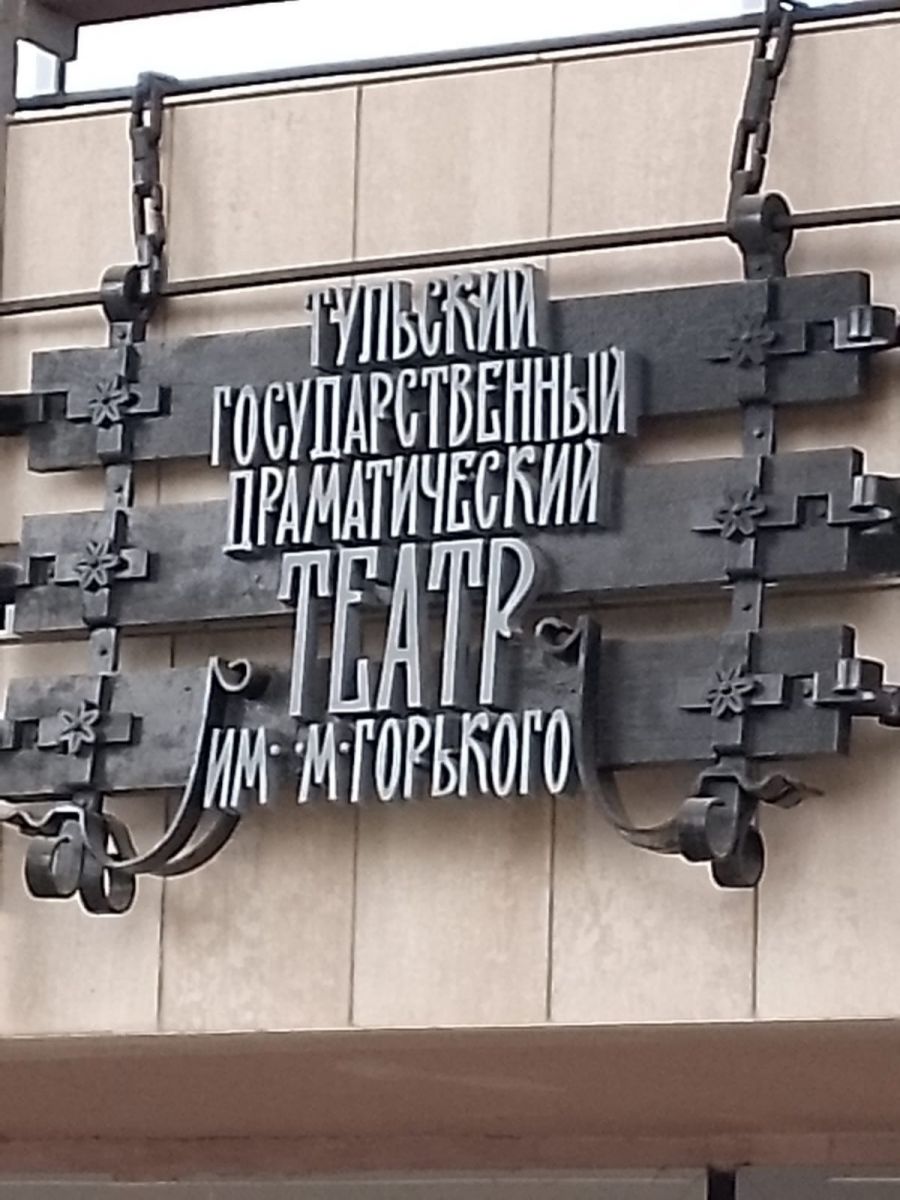 ТУЛЬСКИЙ
ГОСУДАРСТВЕННЫЙ
ДРАМАТИЧЕСКИЙ
ТЕАТР
ИМ··М·ГОРЬКОГО